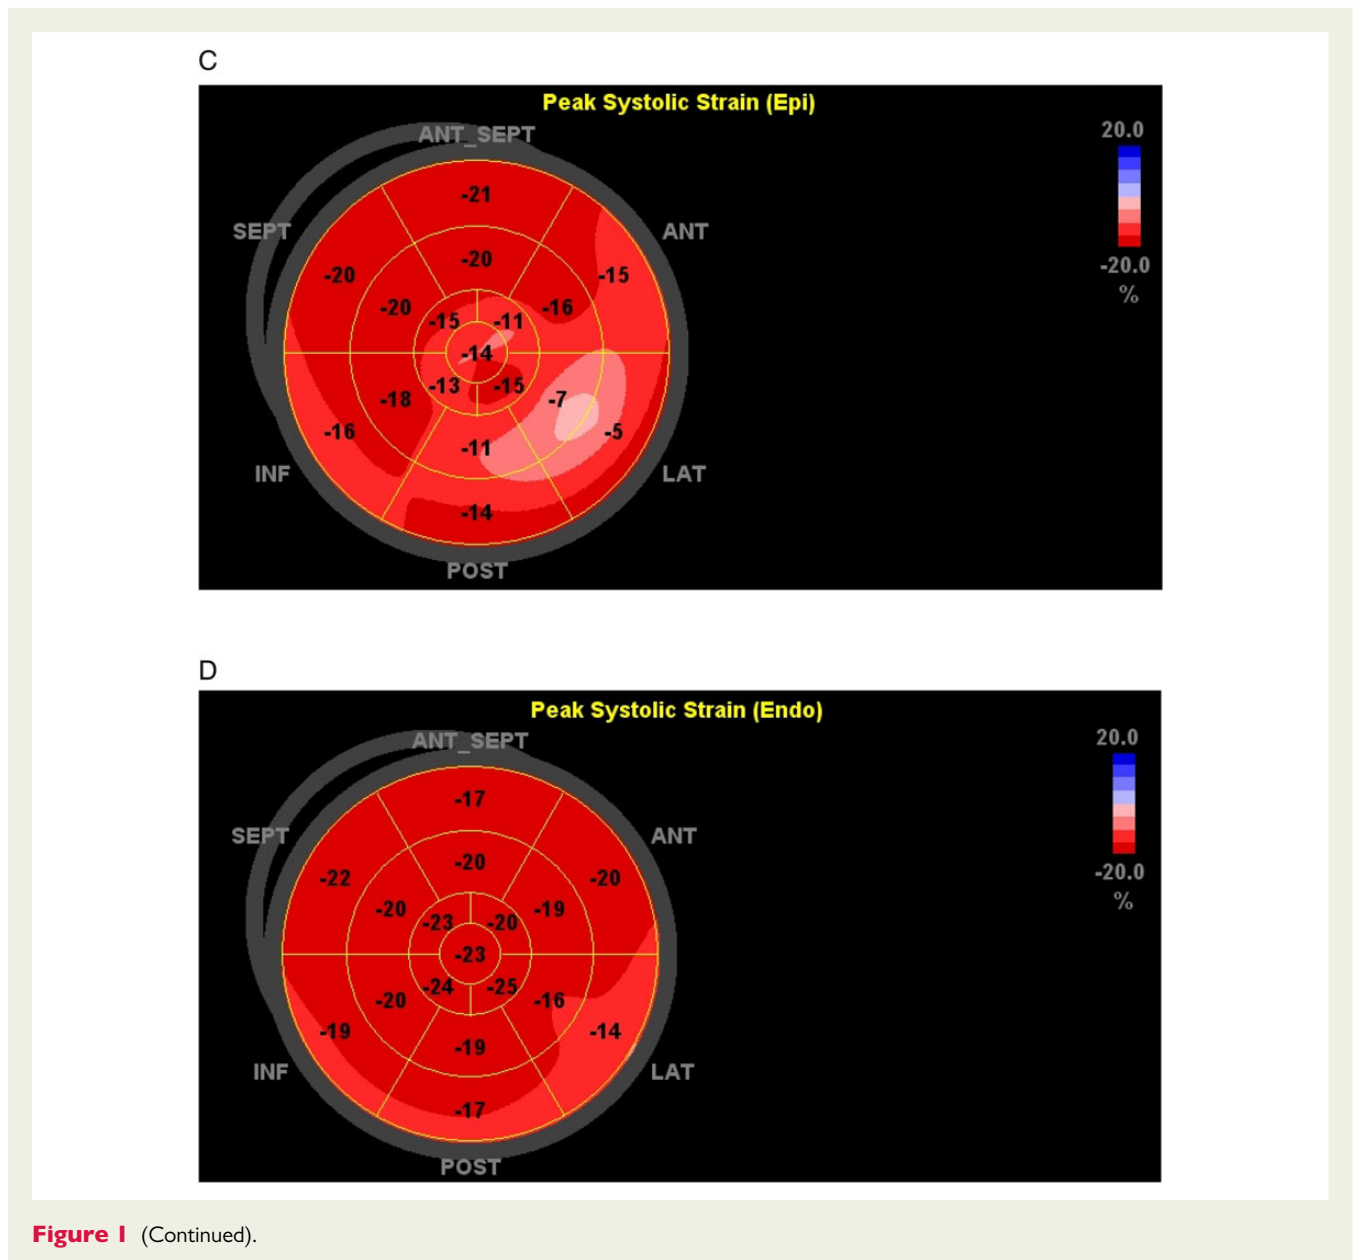 C
Peak Systolic Strain (Epi)
ANT_SEPT
20.0
-21
SEPT
ANT
-20
-20.0
-20
-15
%
-20
-16
-15
-11
-14
-13
-15
-18
-7
-16
-5
-11
INF
LAT
-14
POST
D
Peak Systolic Strain (Endo)
ANT_SEPT
20.0
-17
SEPT
ANT
-20
-20.0
-22
-20
%
-20
-19
-23
-20
-23
-24
-25
-20
-16
-19
-14
-19
INF
LAT
-17
POST
Figure 1 (Continued).